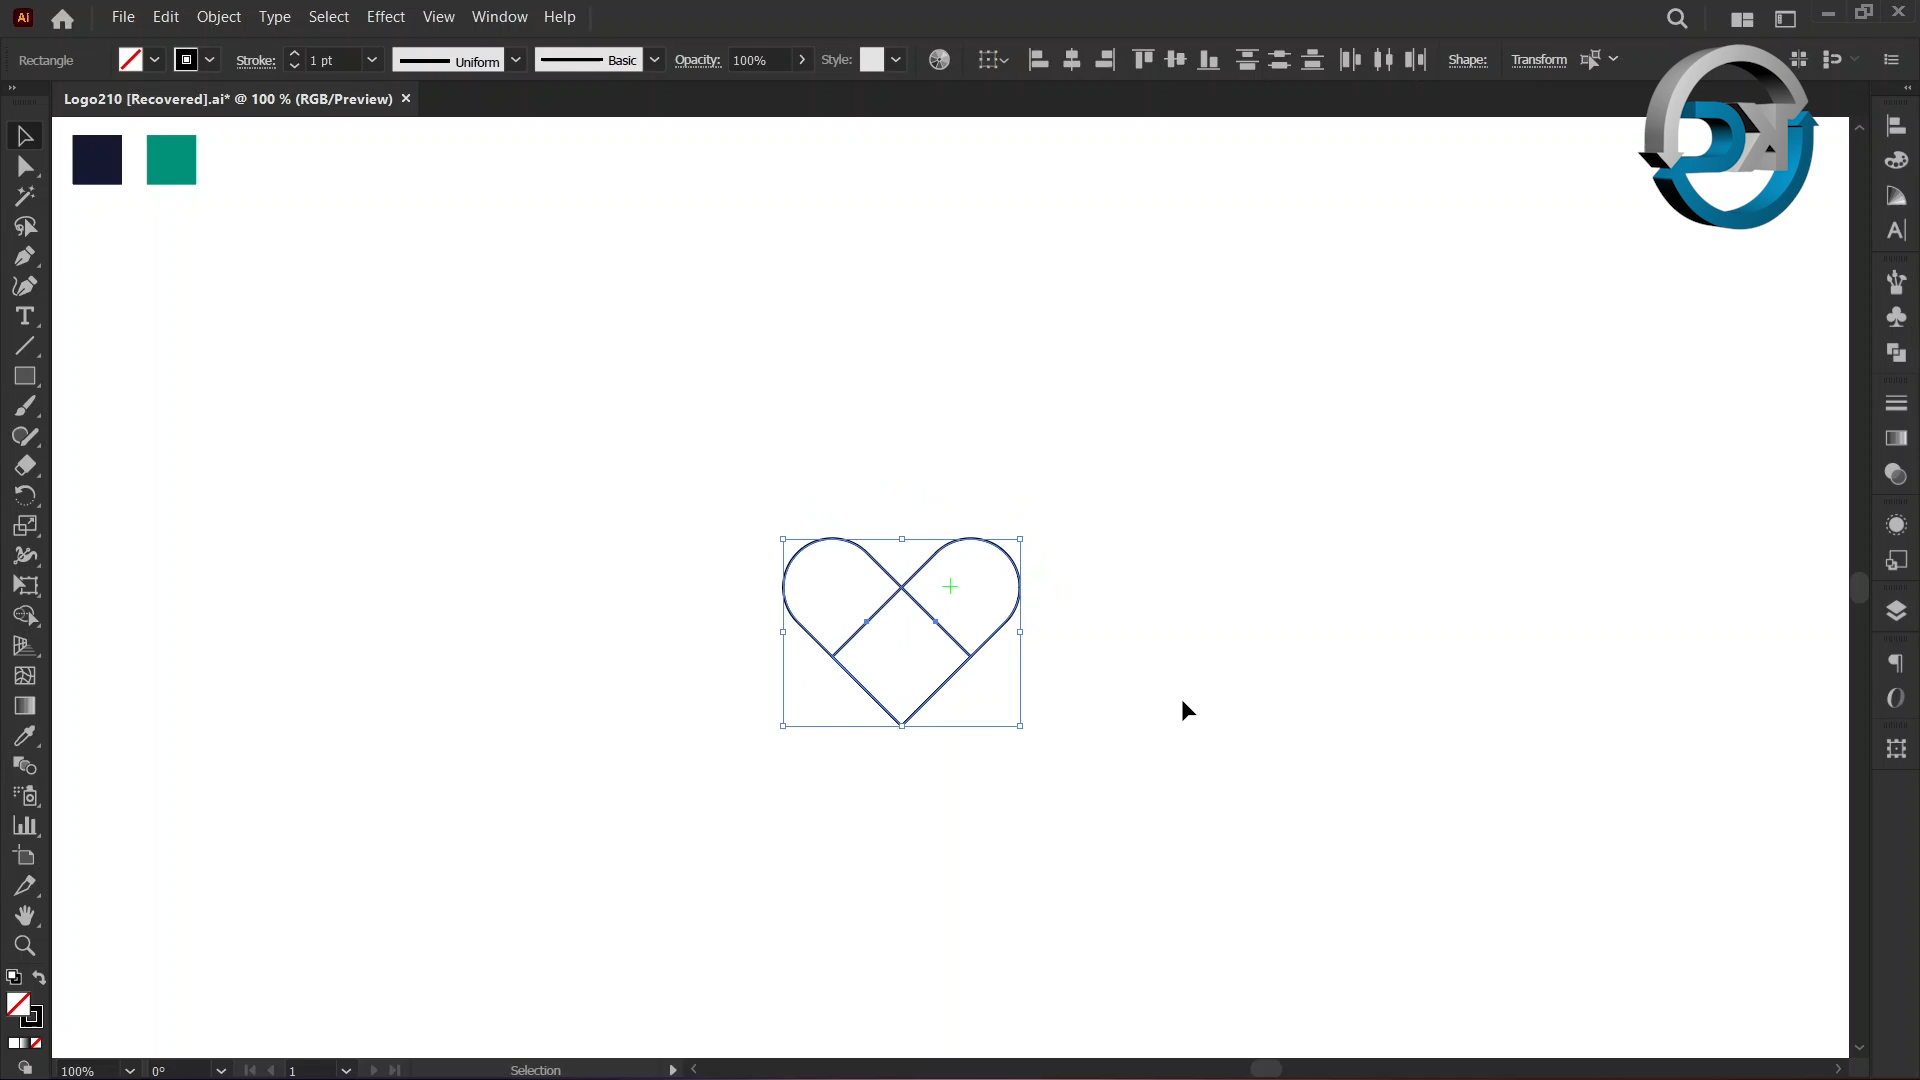 Ai File Edit Object Type Select Effect View Window Help
Rectangle Stroke: 1 pt Uniform Basic Opacity: 100% Style: Shape: Transform
Logo210 [Recovered].ai* @ 100 % (RGB/Preview)
100% 0° 1 Selection